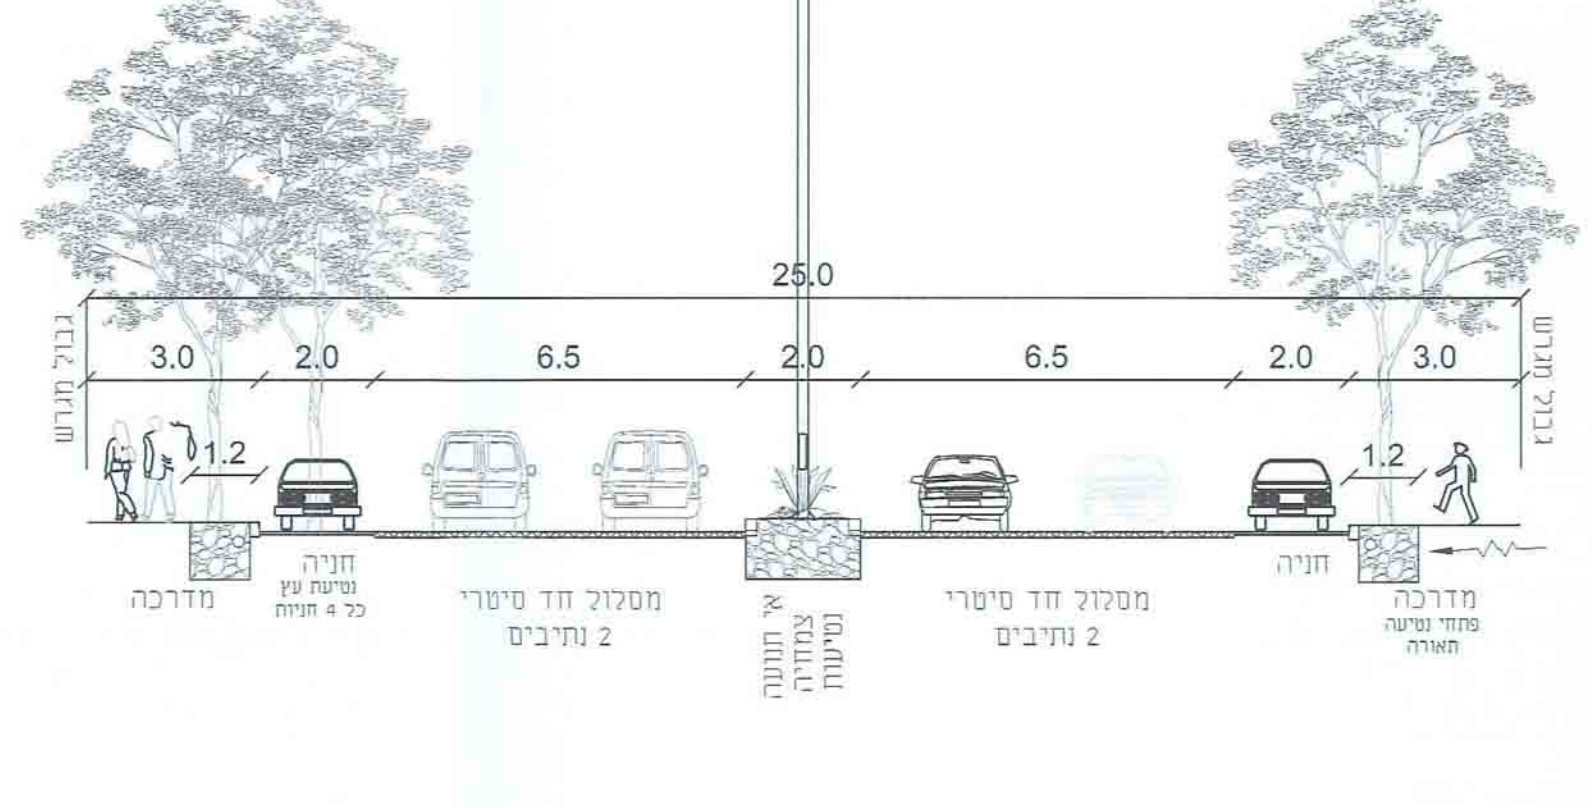 25.0
גבול מגרש
3.0
2.0
6.5
2.0
6.5
2.0
3.0
גבול מגרש
1.2
1.2
מדרכה
פתחי נטיעה
תאורה
חניה
מסלול חד סיטרי
2 נתיבים
אי תנועה
צמחיה
נטיעות
מסלול חד סיטרי
2 נתיבים
חניה
נטיעת עץ
כל 4 חניות
מדרכה